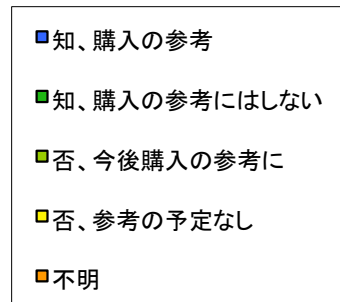 知、購入の参考
知、購入の参考にはしない
否、今後購入の参考に
否、参考の予定なし
不明